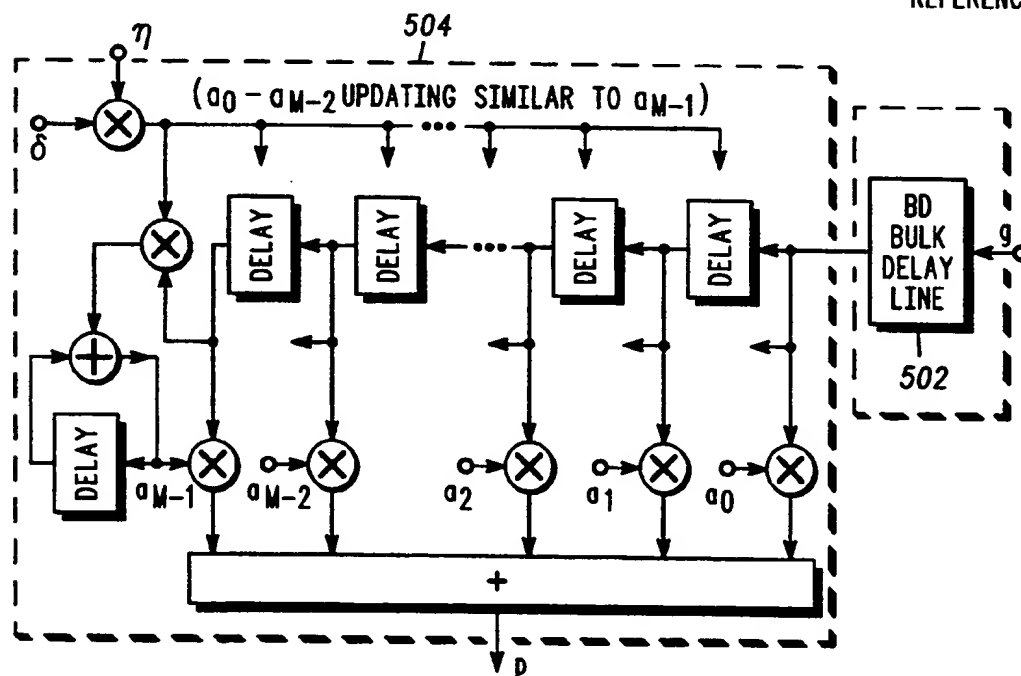 REFERENC
504
η
(a0 - aM-2 UPDATING SIMILAR TO aM-1)
δ
DELAY
DELAY
DELAY
DELAY
BD
BULK
DELAY
LINE
g
502
+
DELAY
aM-1
aM-2
a2
a1
a0
+
p